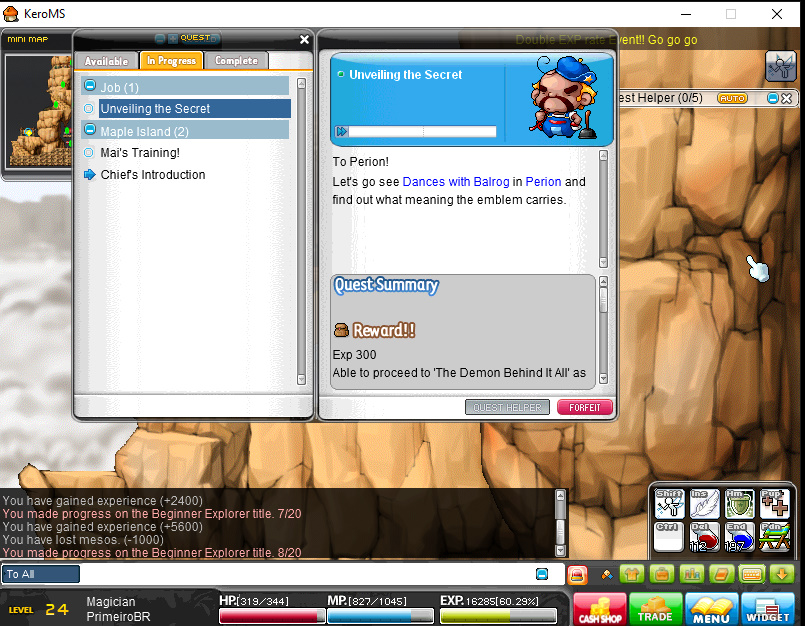 KeroMS
MINI MAP
QUEST
Double EXP rate Event!! Go go go
Available
In Progress
Complete
Job (1)
Unveiling the Secret
Maple Island (2)
Mai's Training!
Chief's Introduction
Unveiling the Secret
est Helper (0/5)
AUTO
To Perion!
Let's go see Dances with Balrog in Perion and
find out what meaning the emblem carries.
Quest Summary
Reward!!
Exp 300
Able to proceed to 'The Demon Behind It All' as
QUEST HELPER
FORFEIT
You have gained experience (+2400)
You made progress on the Beginner Explorer title. 7/20
You have gained experience (+5600)
You have lost mesos. (-1000)
You made progress on the Beginner Explorer title. 8/20
Shift
Ins
Hm
Pup
Ctrl
Del
End
Pdn
112
197
To All
LEVEL 24
Magician
PrimeiroBR
HP.[319/344]
MP.[827/1045]
EXP.16285[60.29%]
CASH SHOP
TRADE
MENU
WIDGET